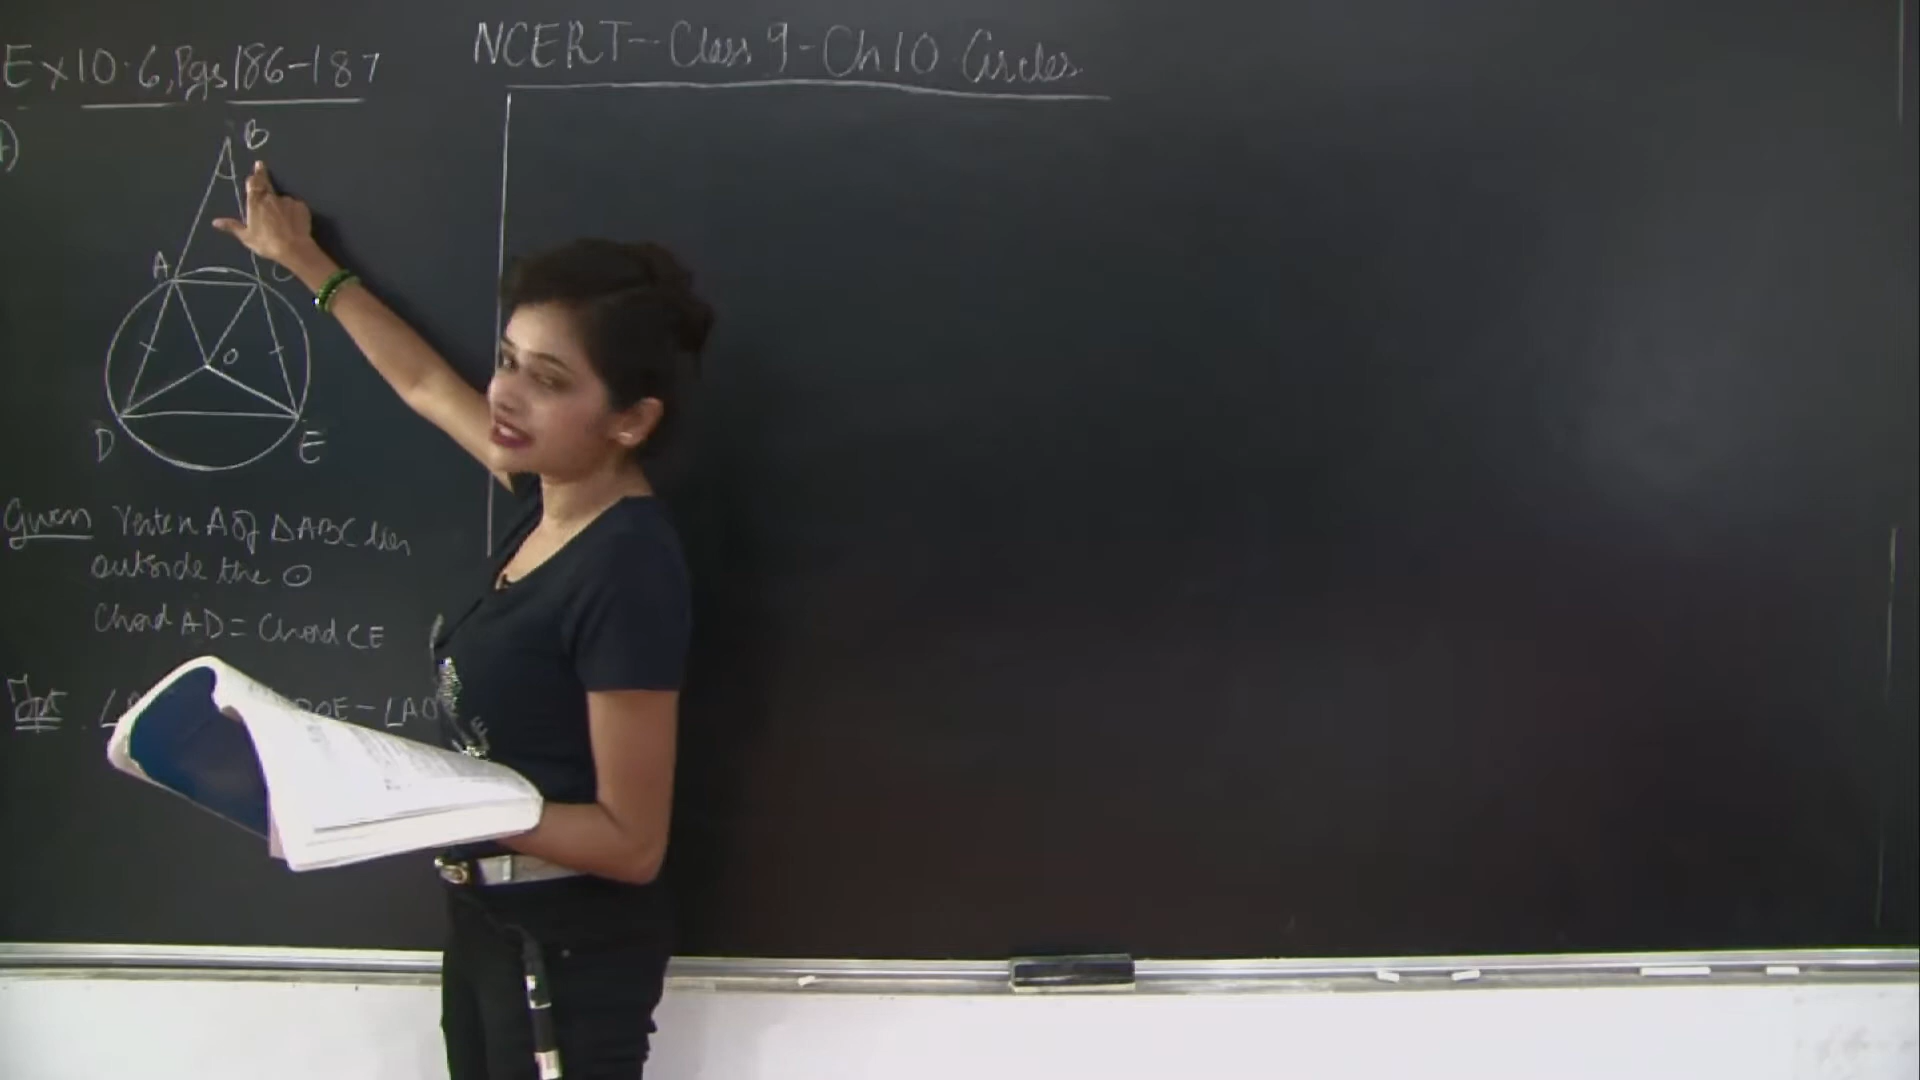 Ex 10.6, Pgs 186-187
NCERT-Class 9-Ch 10 Circles
B
A
O
D
E
Given Vertex A of ΔABC lies
outside the ⊙
Chord AD = Chord CE